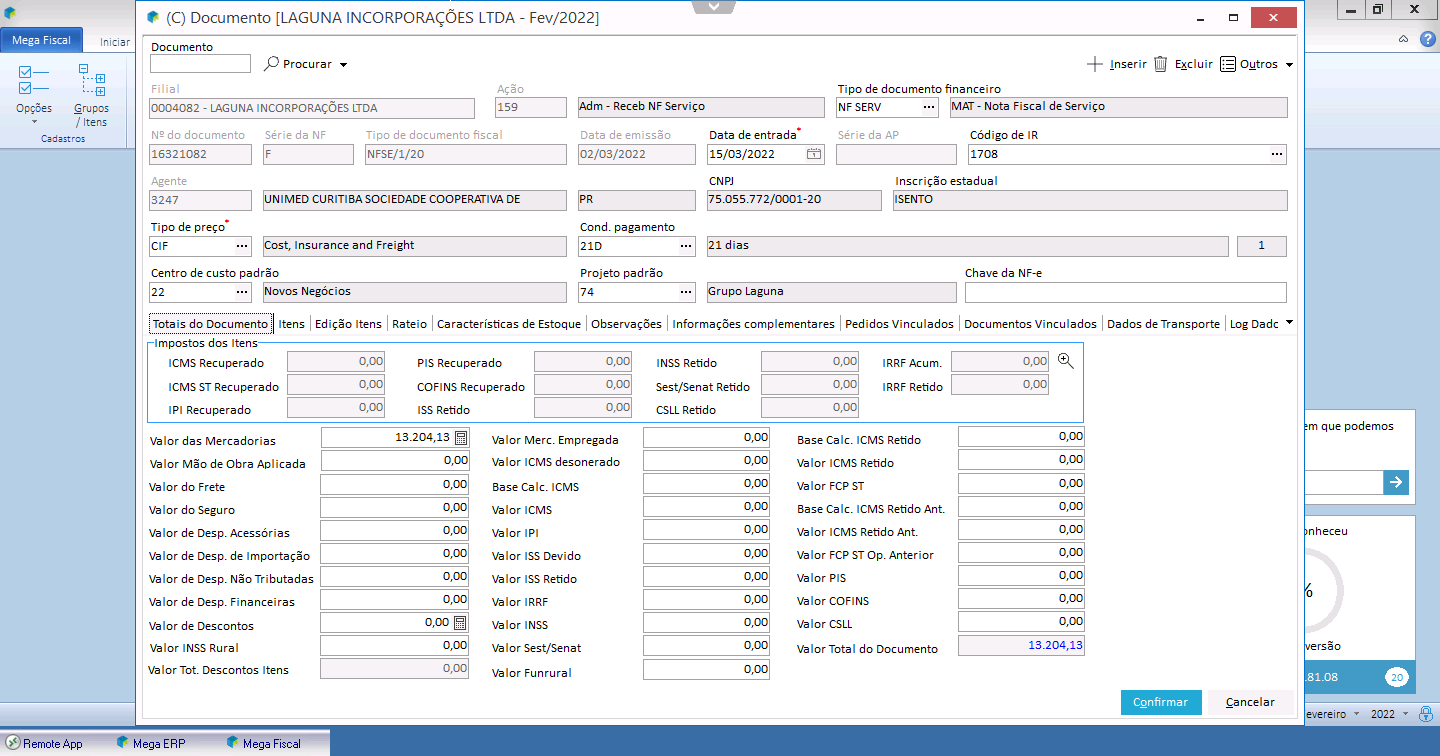 (C) Documento [LAGUNA INCORPORAÇÕES LTDA - Fev/2022]
Mega Fiscal
Iniciar
Opções
Grupos / Itens
Cadastros
Documento
Procurar
Inserir
Excluir
Outros
Filial
Ação
Tipo de documento financeiro
0004082 - LAGUNA INCORPORAÇÕES LTDA
159
Adm - Receb NF Serviço
NF SERV
MAT - Nota Fiscal de Serviço
Nº do documento
Série da NF
Tipo de documento fiscal
Data de emissão
Data de entrada*
Série da AP
Código de IR
16321082
F
NFSE/1/20
02/03/2022
15/03/2022
1708
Agente
CNPJ
Inscrição estadual
3247
UNIMED CURITIBA SOCIEDADE COOPERATIVA DE
PR
75.055.772/0001-20
ISENTO
Tipo de preço*
Cond. pagamento
CIF
Cost, Insurance and Freight
21D
21 dias
1
Centro de custo padrão
Projeto padrão
Chave da NF-e
22
Novos Negócios
74
Grupo Laguna
Totais do Documento
Itens
Edição Itens
Rateio
Características de Estoque
Observações
Informações complementares
Pedidos Vinculados
Documentos Vinculados
Dados de Transporte
Log Dadc
Impostos dos Itens
ICMS Recuperado 0,00
PIS Recuperado 0,00
INSS Retido 0,00
IRRF Acum. 0,00
ICMS ST Recuperado 0,00
COFINS Recuperado 0,00
Sest/Senat Retido 0,00
IRRF Retido 0,00
IPI Recuperado 0,00
ISS Retido 0,00
CSLL Retido 0,00
Valor das Mercadorias 13.204,13
Valor Merc. Empregada 0,00
Base Calc. ICMS Retido 0,00
Valor Mão de Obra Aplicada 0,00
Valor ICMS desonerado 0,00
Valor ICMS Retido 0,00
Valor do Frete 0,00
Base Calc. ICMS 0,00
Valor FCP ST 0,00
Valor do Seguro 0,00
Valor ICMS 0,00
Base Calc. ICMS Retido Ant. 0,00
Valor de Desp. Acessórias 0,00
Valor IPI 0,00
Valor ICMS Retido Ant. 0,00
Valor de Desp. de Importação 0,00
Valor ISS Devido 0,00
Valor FCP ST Op. Anterior 0,00
Valor de Desp. Não Tributadas 0,00
Valor ISS Retido 0,00
Valor PIS 0,00
Valor de Desp. Financeiras 0,00
Valor IRRF 0,00
Valor COFINS 0,00
Valor de Descontos 0,00
Valor INSS 0,00
Valor CSLL 0,00
Valor INSS Rural 0,00
Valor Sest/Senat 0,00
Valor Total do Documento 13.204,13
Valor Tot. Descontos Itens 0,00
Valor Funrural 0,00
Confirmar
Cancelar
em que podemos
onheceu
%
versão
.81.08
20
evereiro
2022
Remote App
Mega ERP
Mega Fiscal